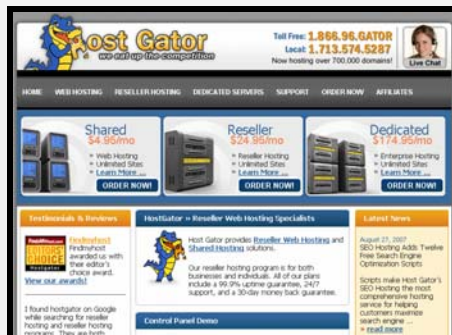 Host Gator
we eat up the competition
Toll Free: 1.866.96.GATOR
Local: 1.713.574.5287
Now hosting over 700,000 domains!
Live Chat
HOME WEB HOSTING RESELLER HOSTING DEDICATED SERVERS SUPPORT ORDER NOW AFFILIATES
Shared
$4.95/mo
» Web Hosting
» Unlimited Sites
» Learn More...
ORDER NOW!
Reseller
$24.95/mo
» Reseller Hosting
» Unlimited Sites
» Learn More...
ORDER NOW!
Dedicated
$174.95/mo
» Enterprise Hosting
» Unlimited Sites
» Learn More...
ORDER NOW!
Testimonials & Reviews
EDITORS'
CHOICE
Hostgator
Findmyhost
Findmyhost
awarded us with
their editor's
choice award.
View our awards!
I found hostgator on Google
while searching for reseller
hosting and reseller hosting
programs. They are both
HostGator » Reseller Web Hosting Specialists
Host Gator provides Reseller Web Hosting and
Shared Hosting solutions.
Our reseller hosting program is for both
businesses and individuals. All of our plans
include a 99.9% uptime guarantee, 24/7
support, and a 30-day money back guarantee.
Control Panel Demo
Latest News
August 27, 2007
SEO Hosting Adds Twelve
Free Search Engine
Optimization Scripts
Scripts make Host Gator's
SEO Hosting the most
comprehensive hosting
service for helping
customers maximize
search engine ...
» read more